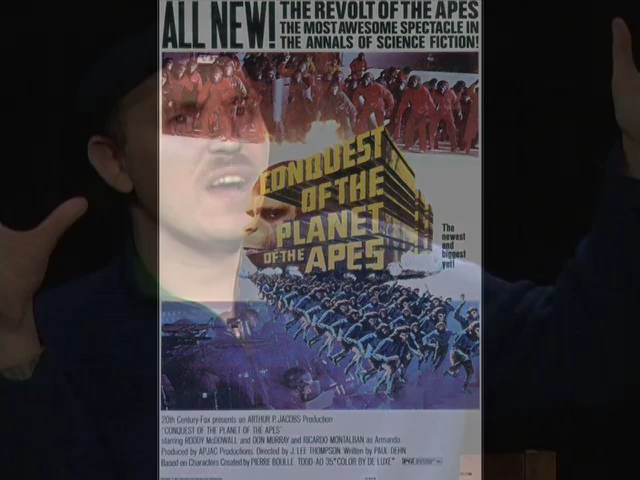 ALL NEW!
THE REVOLT OF THE APES
THE MOST AWESOME SPECTACLE IN
THE ANNALS OF SCIENCE FICTION!
CONQUEST
OF THE
PLANET
OF THE APES
The
newest
and
biggest
yet!
20th Century-Fox presents an ARTHUR P. JACOBS Production
"CONQUEST OF THE PLANET OF THE APES"
starring RODDY McDOWALL and DON MURRAY and RICARDO MONTALBAN as Armando
Produced by APJAC Productions. Directed by J. LEE THOMPSON. Written by PAUL DEHN
Based on Characters Created by PIERRE BOULLE TODD-AO 35 COLOR BY DE LUXE
PG